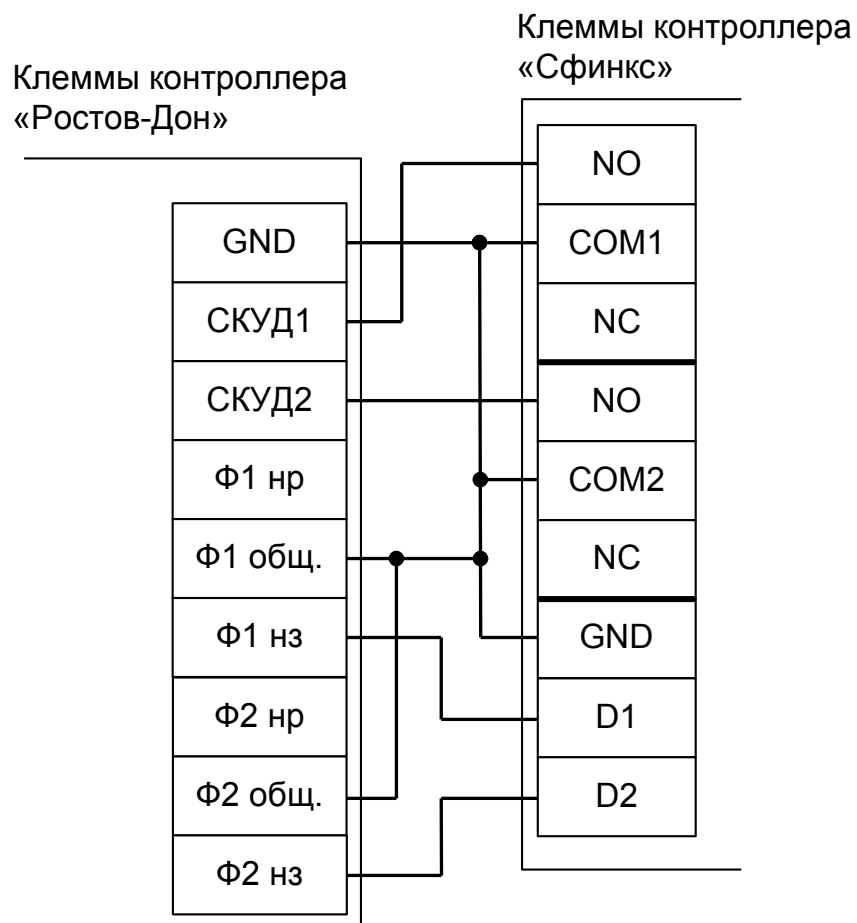 Клеммы контроллера
«Сфинкс»
Клеммы контроллера
«Ростов-Дон»
GND
СКУД1
СКУД2
Ф1 нр
Ф1 общ.
Ф1 нз
Ф2 нр
Ф2 общ.
Ф2 нз
NO
COM1
NC
NO
COM2
NC
GND
D1
D2